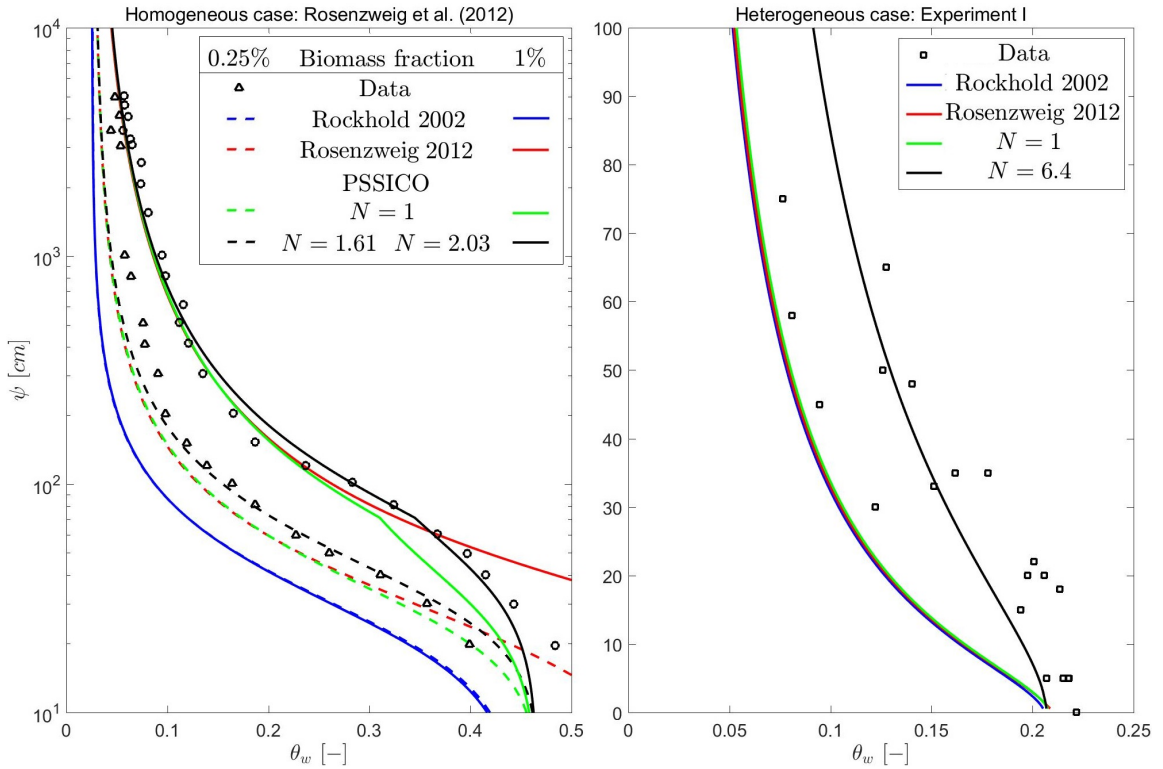 Homogeneous case: Rosenzweig et al. (2012)
10^4
10^3
10^2
10^1
ψ [cm]
0.25% Biomass fraction 1%
Data
Rockhold 2002
Rosenzweig 2012
PSSICO
N = 1
N = 1.61 N = 2.03
0 0.1 0.2 0.3 0.4 0.5
θ_w [−]
Heterogeneous case: Experiment I
100
90
80
70
60
50
40
30
20
10
0
Data
Rockhold 2002
Rosenzweig 2012
N = 1
N = 6.4
0 0.05 0.1 0.15 0.2 0.25
θ_w [−]